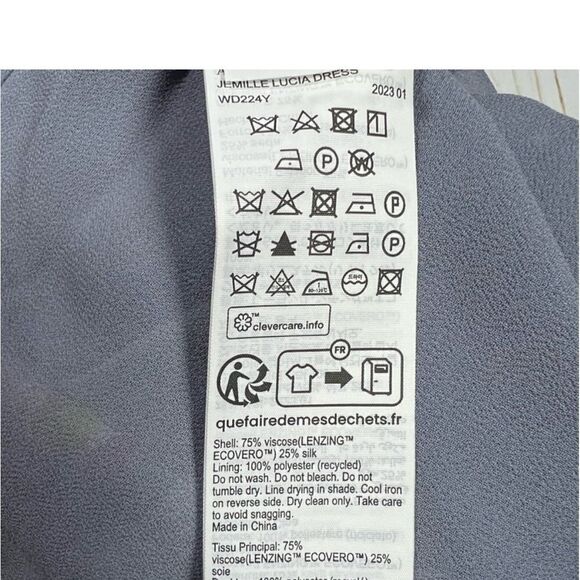 JEMILLE LUCIA DRESS
WD224Y 2023 01
P W
P
P
clevercare.info
FR
quefairedemesdechets.fr
Shell: 75% viscose(LENZING™
ECOVERO™) 25% silk
Lining: 100% polyester (recycled)
Do not wash. Do not bleach. Do not
tumble dry. Line drying in shade. Cool iron
on reverse side. Dry clean only. Take care
to avoid snagging.
Made in China
Tissu Principal: 75%
viscose(LENZING™ ECOVERO™) 25%
soie